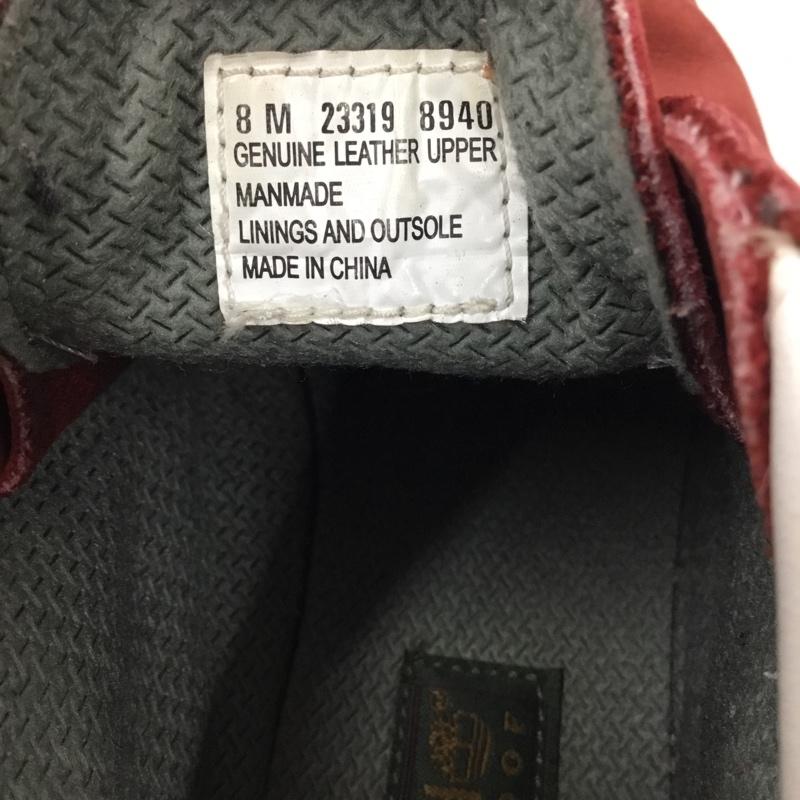 8 M 23319 8940
GENUINE LEATHER UPPER
MANMADE
LININGS AND OUTSOLE
MADE IN CHINA